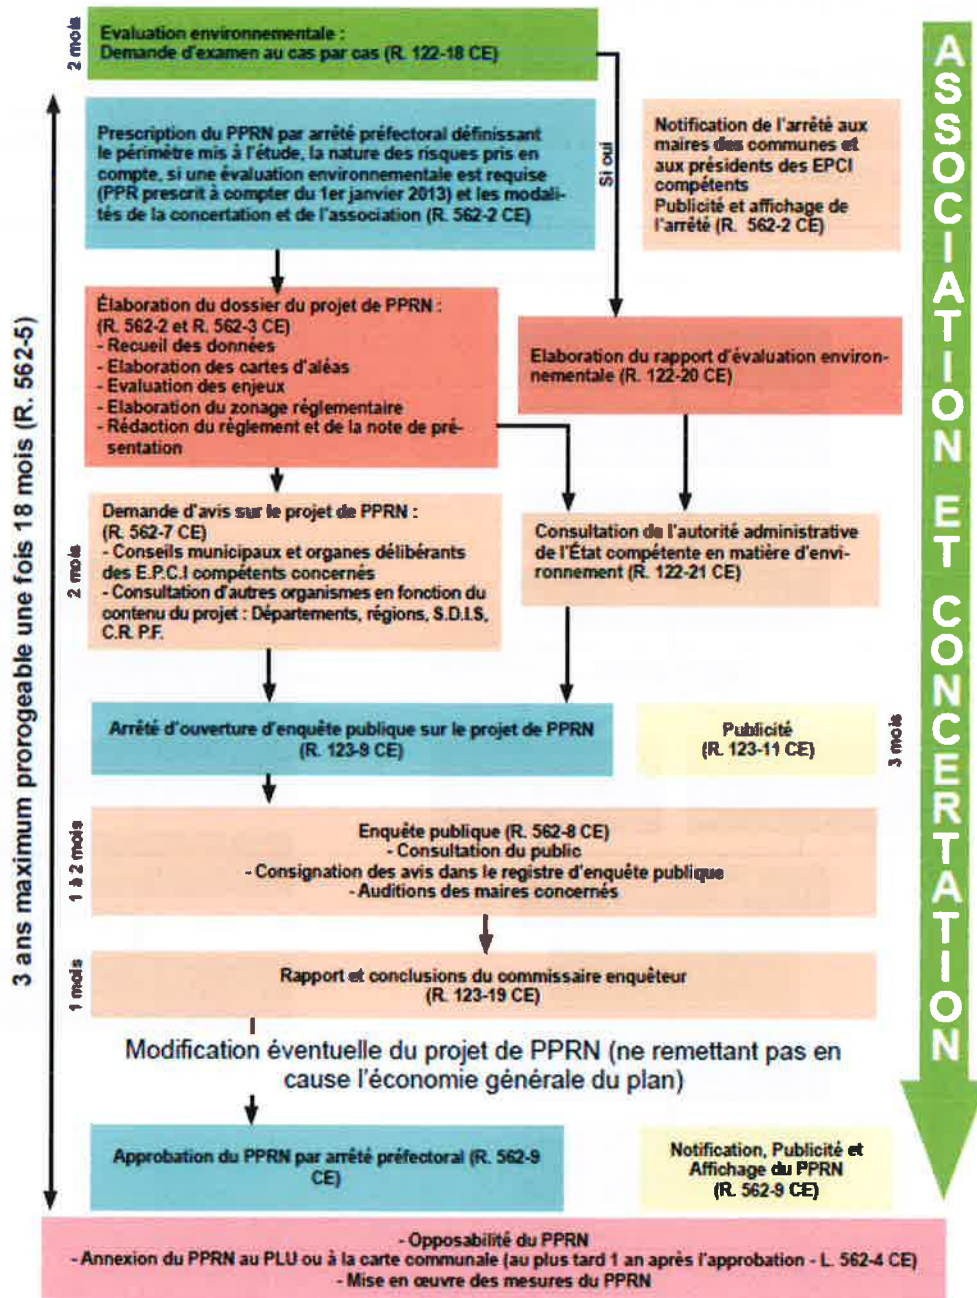 2 mois
Evaluation environnementale :
Demande d'examen au cas par cas (R. 122-18 CE)
3 ans maximum prorogeable une fois 18 mois (R. 562-5)
Prescription du PPRN par arrêté préfectoral définissant
le périmètre mis à l'étude, la nature des risques pris en
compte, si une évaluation environnementale est requise
(PPR prescrit à compter du 1er janvier 2013) et les modali-
tés de la concertation et de l'association (R. 562-2 CE)
Si oui
Notification de l'arrêté aux
maires des communes et
aux présidents des EPCI
compétents
Publicité et affichage de
l'arrêté (R. 562-2 CE)
Élaboration du dossier du projet de PPRN :
(R. 562-2 et R. 562-3 CE)
- Recueil des données
- Elaboration des cartes d'aléas
- Evaluation des enjeux
- Elaboration du zonage réglementaire
- Rédaction du règlement et de la note de pré-
sentation
Elaboration du rapport d'évaluation environ-
nementale (R. 122-20 CE)
2 mois
Demande d'avis sur le projet de PPRN :
(R. 562-7 CE)
- Conseils municipaux et organes délibérants
des E.P.C.I compétents concernés
- Consultation d'autres organismes en fonction du
contenu du projet : Départements, régions, S.D.I.S,
C.R.P.F.
Consultation de l'autorité administrative
de l'État compétente en matière d'envi-
ronnement (R. 122-21 CE)
Arrêté d'ouverture d'enquête publique sur le projet de PPRN
(R. 123-9 CE)
Publicité
(R. 123-11 CE)
3 mois
1 à 2 mois
Enquête publique (R. 562-8 CE)
- Consultation du public
- Consignation des avis dans le registre d'enquête publique
- Auditions des maires concernés
1 mois
Rapport et conclusions du commissaire enquêteur
(R. 123-19 CE)
Modification éventuelle du projet de PPRN (ne remettant pas en
cause l'économie générale du plan)
Approbation du PPRN par arrêté préfectoral (R. 562-9
CE)
Notification, Publicité et
Affichage du PPRN
(R. 562-9 CE)
- Opposabilité du PPRN
- Annexion du PPRN au PLU ou à la carte communale (au plus tard 1 an après l'approbation - L. 562-4 CE)
- Mise en œuvre des mesures du PPRN
ASSOCIATION ET CONCERTATION